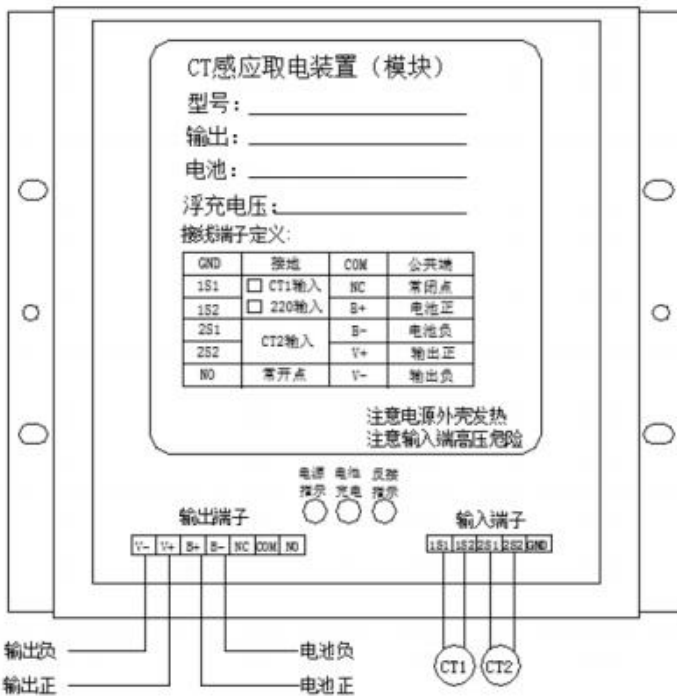 CT感应取电装置（模块）
型号：
输出：
电池：
浮充电压：
接线端子定义：
GND 接地 COM 公共端
1S1 CT1输入 NC 常闭点
1S2 220输入 B+ 电池正
2S1 CT2输入 B- 电池负
2S2 V+ 输出正
NO 常开点 V- 输出负
注意电源外壳发热
注意输入端高压危险
电源指示 电池充电 反接指示
输出端子
V- V+ B+ B- NC COM NO
输入端子
1S1 1S2 2S1 2S2 GND
输出负 电池负
输出正 电池正
CT1 CT2